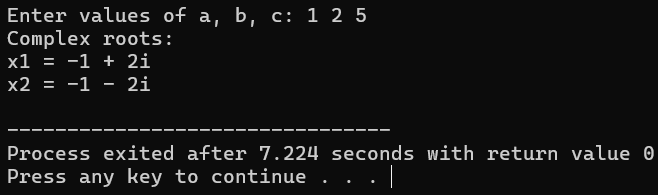 Enter values of a, b, c: 1 2 5
Complex roots:
x1 = -1 + 2i
x2 = -1 - 2i
--------------------------------
Process exited after 7.224 seconds with return value 0
Press any key to continue . . .